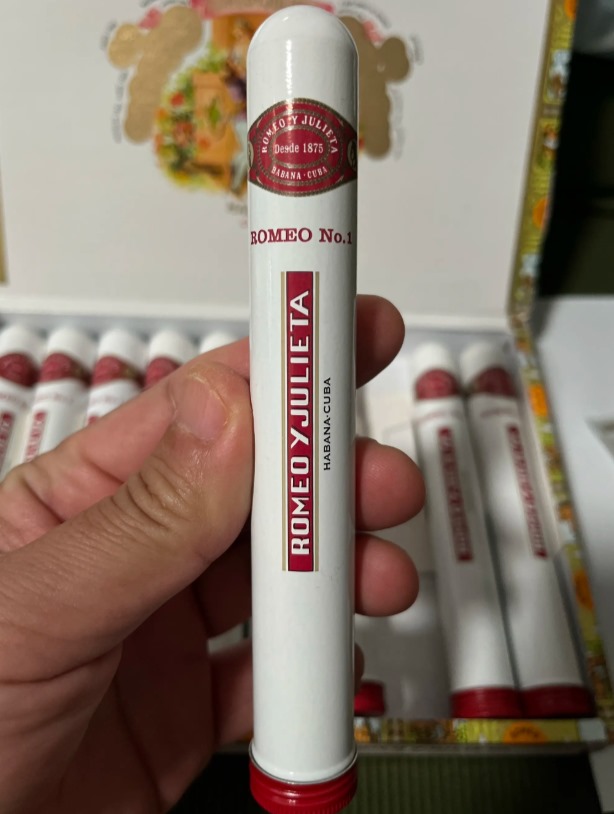 ROMEO Y JULIETA
Desde 1875
HABANA · CUBA
ROMEO No.1
ROMEO Y JULIETA
HABANA·CUBA